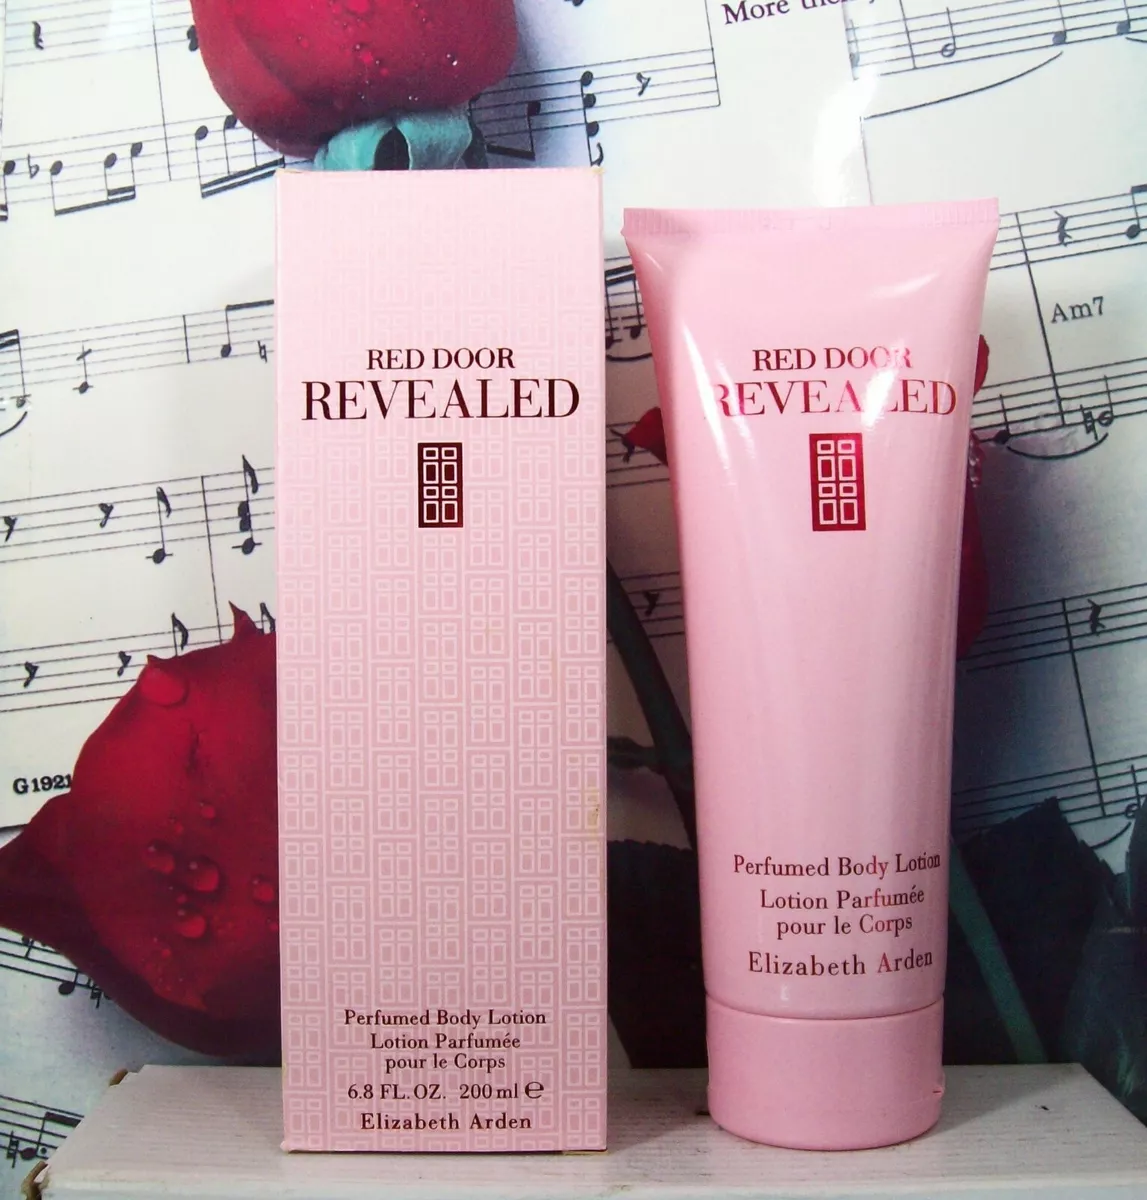 More
Am7
G1921
RED DOOR
REVEALED
Perfumed Body Lotion
Lotion Parfumée
pour le Corps
6.8 FL. OZ. 200 ml ℮
Elizabeth Arden
RED DOOR
REVEALED
Perfumed Body Lotion
Lotion Parfumée
pour le Corps
Elizabeth Arden